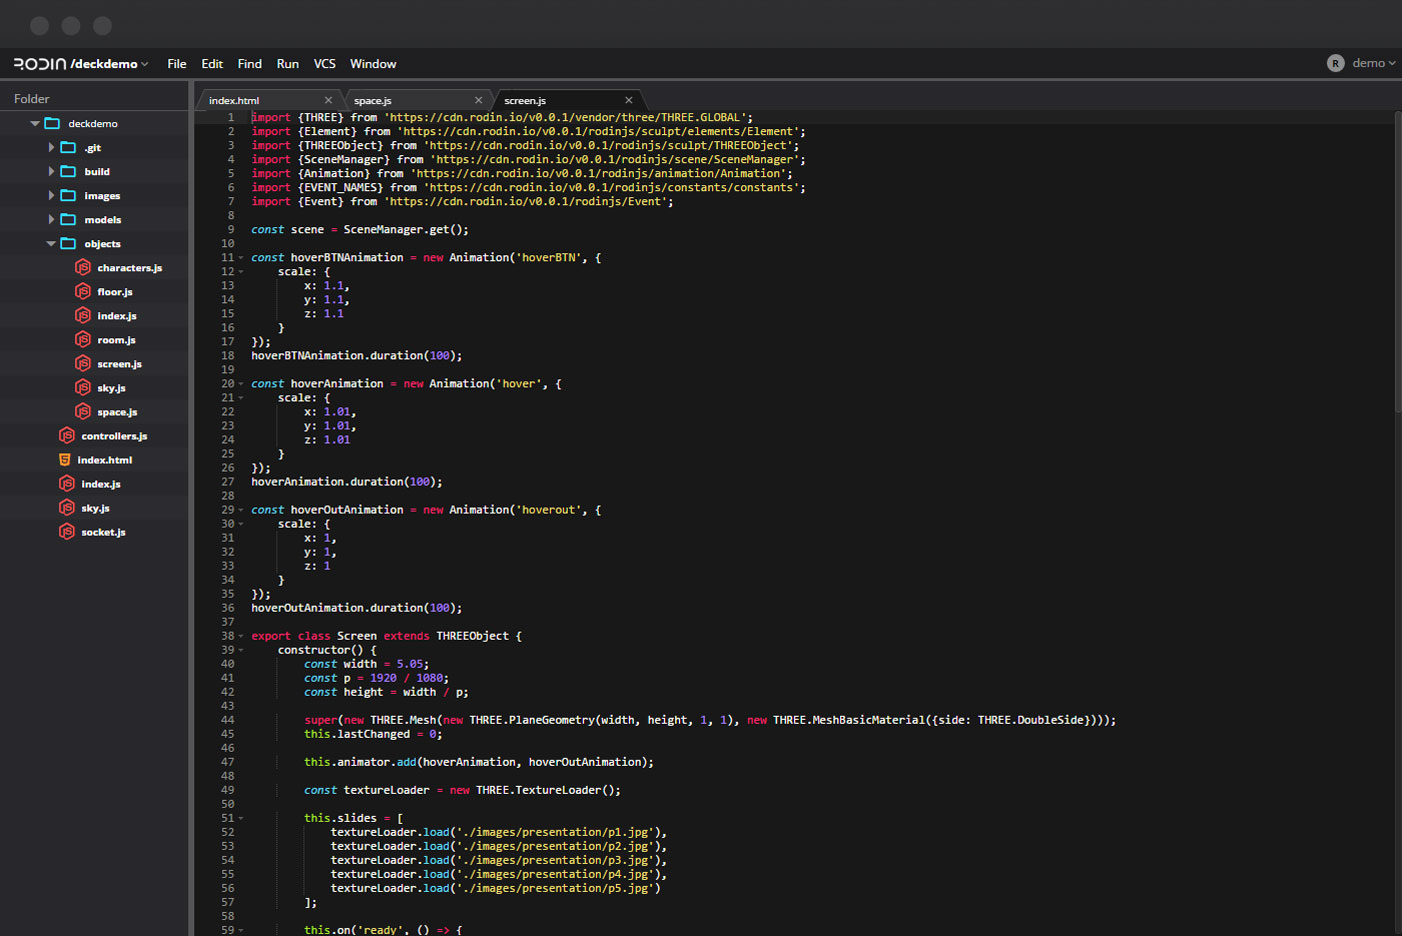 RODIN /deckdemo File Edit Find Run VCS Window R demo
Folder
deckdemo
.git
build
images
models
objects
characters.js
floor.js
index.js
room.js
screen.js
sky.js
space.js
controllers.js
index.html
index.js
sky.js
socket.js
index.html × space.js × screen.js ×
1 import {THREE} from 'https://cdn.rodin.io/v0.0.1/vendor/three/THREE.GLOBAL';
2 import {Element} from 'https://cdn.rodin.io/v0.0.1/rodinjs/sculpt/elements/Element';
3 import {THREEObject} from 'https://cdn.rodin.io/v0.0.1/rodinjs/sculpt/THREEObject';
4 import {SceneManager} from 'https://cdn.rodin.io/v0.0.1/rodinjs/scene/SceneManager';
5 import {Animation} from 'https://cdn.rodin.io/v0.0.1/rodinjs/animation/Animation';
6 import {EVENT_NAMES} from 'https://cdn.rodin.io/v0.0.1/rodinjs/constants/constants';
7 import {Event} from 'https://cdn.rodin.io/v0.0.1/rodinjs/Event';
8
9 const scene = SceneManager.get();
10
11 const hoverBTNAnimation = new Animation('hoverBTN', {
12 scale: {
13 x: 1.1,
14 y: 1.1,
15 z: 1.1
16 }
17 });
18 hoverBTNAnimation.duration(100);
19
20 const hoverAnimation = new Animation('hover', {
21 scale: {
22 x: 1.01,
23 y: 1.01,
24 z: 1.01
25 }
26 });
27 hoverAnimation.duration(100);
28
29 const hoverOutAnimation = new Animation('hoverout', {
30 scale: {
31 x: 1,
32 y: 1,
33 z: 1
34 }
35 });
36 hoverOutAnimation.duration(100);
37
38 export class Screen extends THREEObject {
39 constructor() {
40 const width = 5.05;
41 const p = 1920 / 1080;
42 const height = width / p;
43
44 super(new THREE.Mesh(new THREE.PlaneGeometry(width, height, 1, 1), new THREE.MeshBasicMaterial({side: THREE.DoubleSide})));
45 this.lastChanged = 0;
46
47 this.animator.add(hoverAnimation, hoverOutAnimation);
48
49 const textureLoader = new THREE.TextureLoader();
50
51 this.slides = [
52 textureLoader.load('./images/presentation/p1.jpg'),
53 textureLoader.load('./images/presentation/p2.jpg'),
54 textureLoader.load('./images/presentation/p3.jpg'),
55 textureLoader.load('./images/presentation/p4.jpg'),
56 textureLoader.load('./images/presentation/p5.jpg')
57 ];
58
59 this.on('ready', () => {